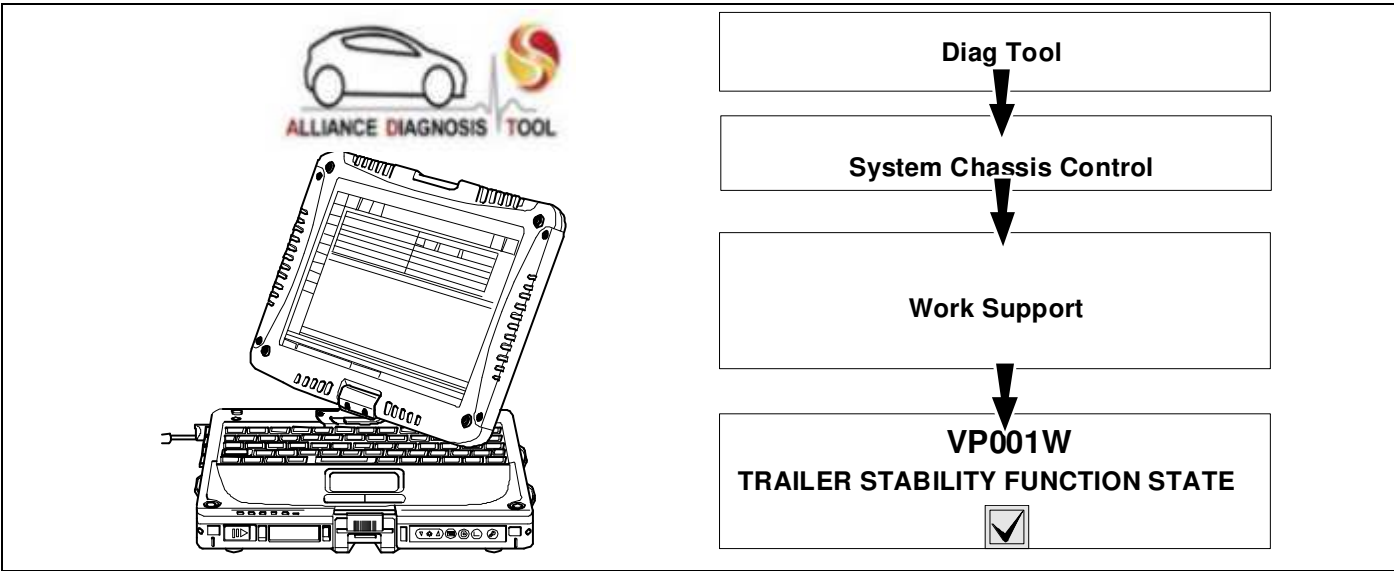 ALLIANCE DIAGNOSIS TOOL
Diag Tool
System Chassis Control
Work Support
VP001W
TRAILER STABILITY FUNCTION STATE